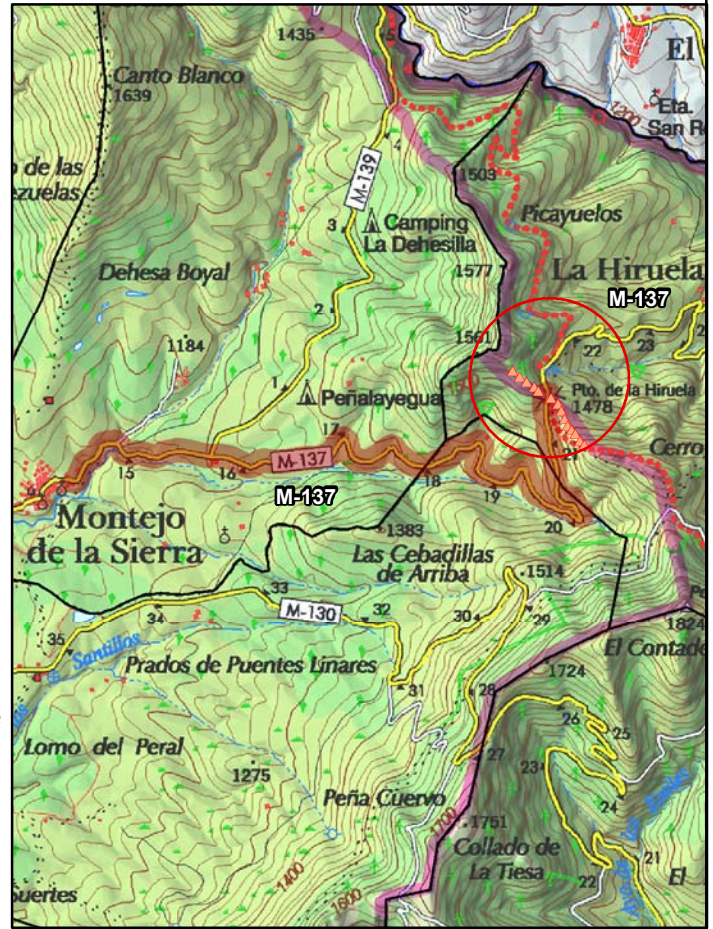 1435
5
El
Canto Blanco
1639
Eta.
San R
1200
4
o de las
ezuelas
M-139
1503
3
Camping
La Dehesilla
Picayuelos
Dehesa Boyal
1577
La Hiruela
M-137
2
1184
1561
22
23
1
Peñalayegua
Pto. de la Hiruela
1478
17
21
Cerro
M-137
15
16
18
M-137
19
20
Montejo
de la Sierra
1383
Las Cebadillas
de Arriba
1514
33
M-130
32
30
29
34
35
Santillos
1824
El Contad
Prados de Puentes Linares
1724
31
28
26
25
Lomo del Peral
27
23
24
1275
Peña Cuervo
1700
1751
Collado de
La Tiesa
21
22
El
1400
1600
Suertes